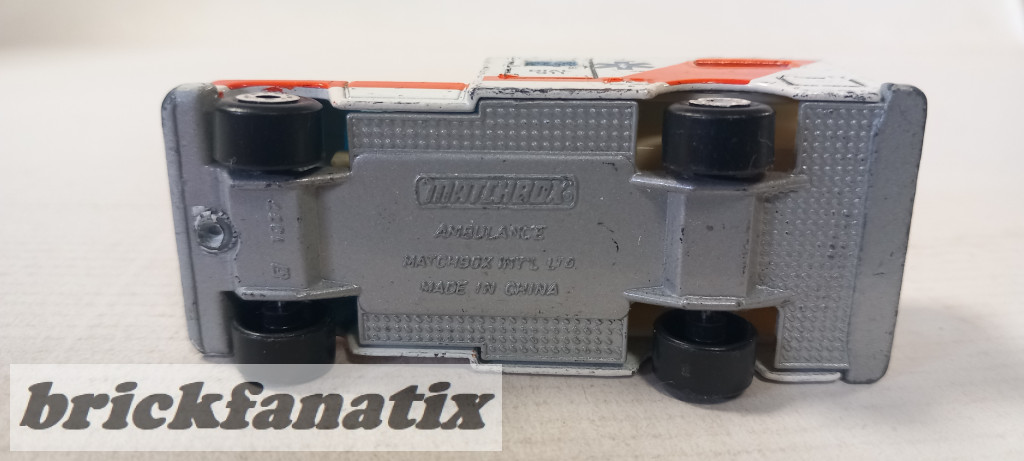 MATCHBOX
AMBULANCE
MATCHBOX INT'L LTD.
MADE IN CHINA
brickfanatix